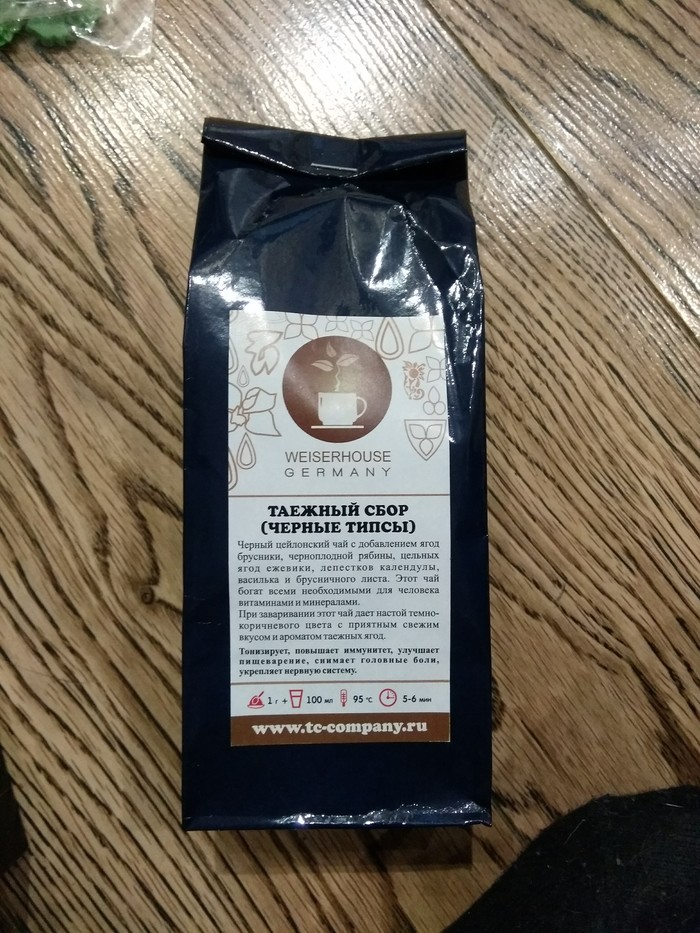 WEISERHOUSE
GERMANY
ТАЕЖНЫЙ СБОР
(ЧЕРНЫЕ ТИПСЫ)
Черный цейлонский чай с добавлением ягод
брусники, черноплодной рябины, цельных
ягод ежевики, лепестков календулы,
василька и брусничного листа. Этот чай
богат всеми необходимыми для человека
витаминами и минералами.
При заваривании этот чай дает настой темно-
коричневого цвета с приятным свежим
вкусом и ароматом таежных ягод.
Тонизирует, повышает иммунитет, улучшает
пищеварение, снимает головные боли,
укрепляет нервную систему.
1 г + 100 мл 95 °С 5-6 мин
www.tc-company.ru